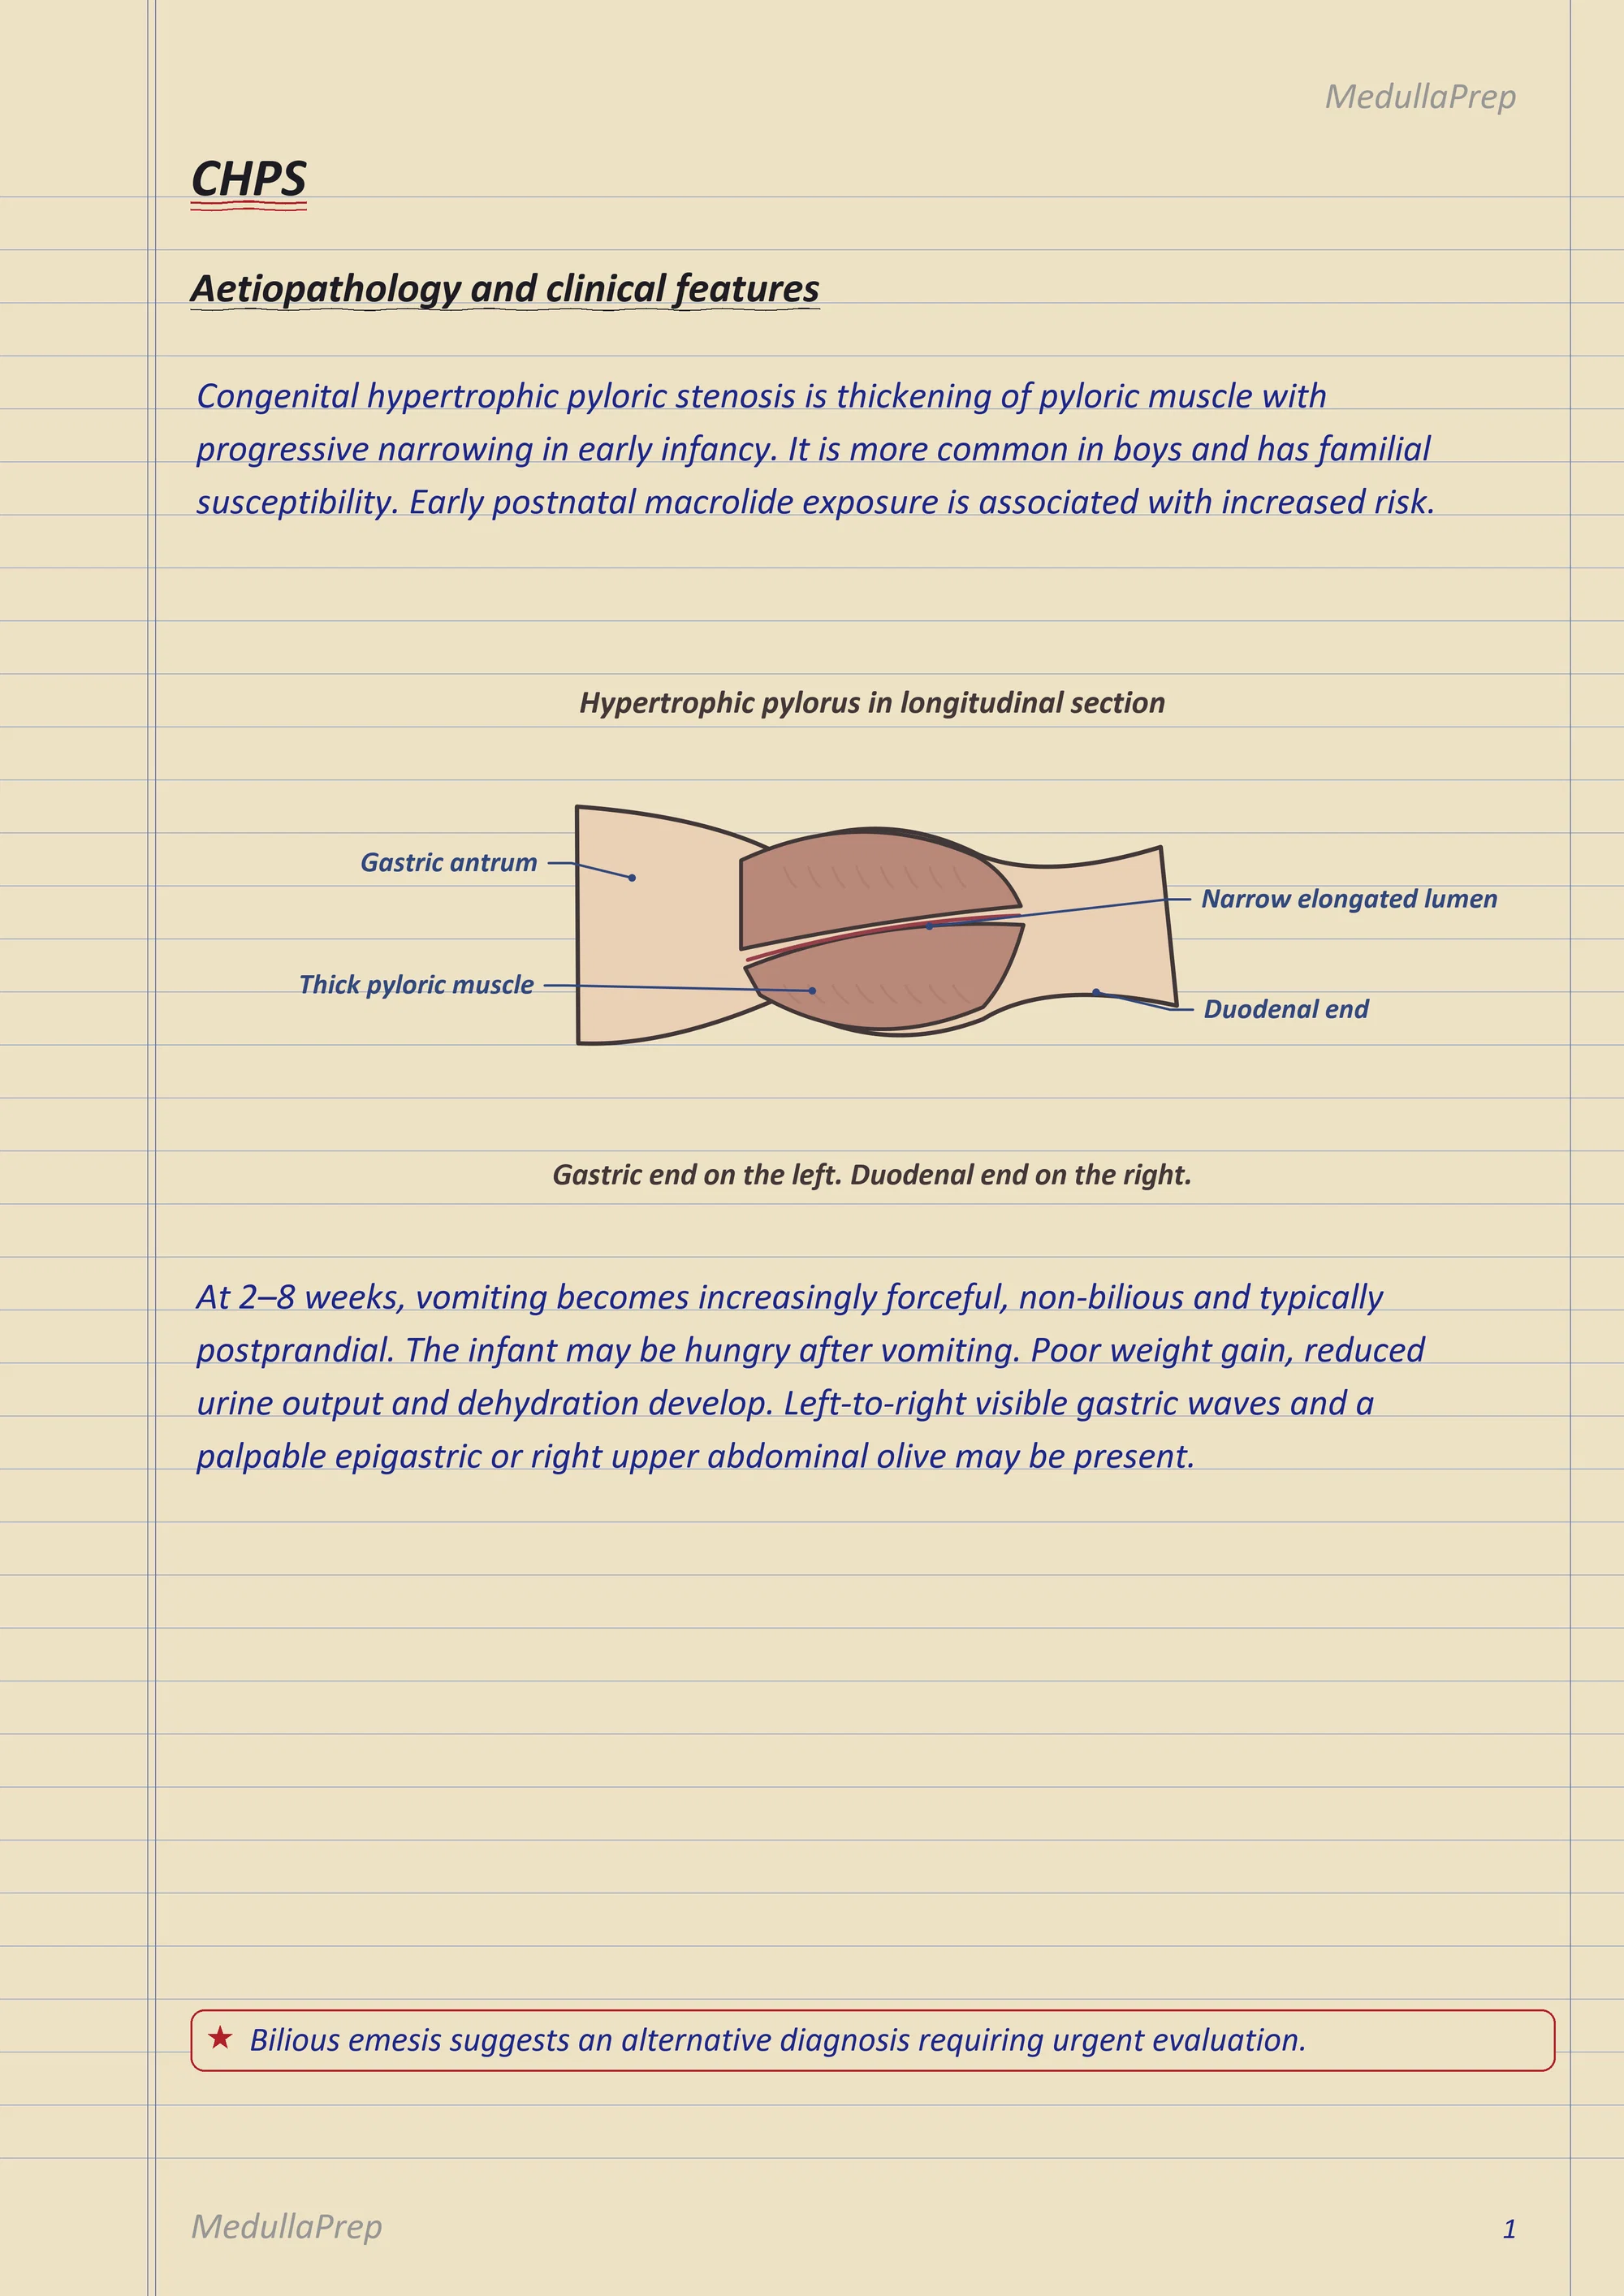 MedullaPrep
CHPS
Aetiopathology and clinical features
Congenital hypertrophic pyloric stenosis is thickening of pyloric muscle with
progressive narrowing in early infancy. It is more common in boys and has familial
susceptibility. Early postnatal macrolide exposure is associated with increased risk.
Hypertrophic pylorus in longitudinal section
Gastric antrum
Narrow elongated lumen
Thick pyloric muscle
Duodenal end
Gastric end on the left. Duodenal end on the right.
At 2–8 weeks, vomiting becomes increasingly forceful, non-bilious and typically
postprandial. The infant may be hungry after vomiting. Poor weight gain, reduced
urine output and dehydration develop. Left-to-right visible gastric waves and a
palpable epigastric or right upper abdominal olive may be present.
★ Bilious emesis suggests an alternative diagnosis requiring urgent evaluation.
MedullaPrep
1